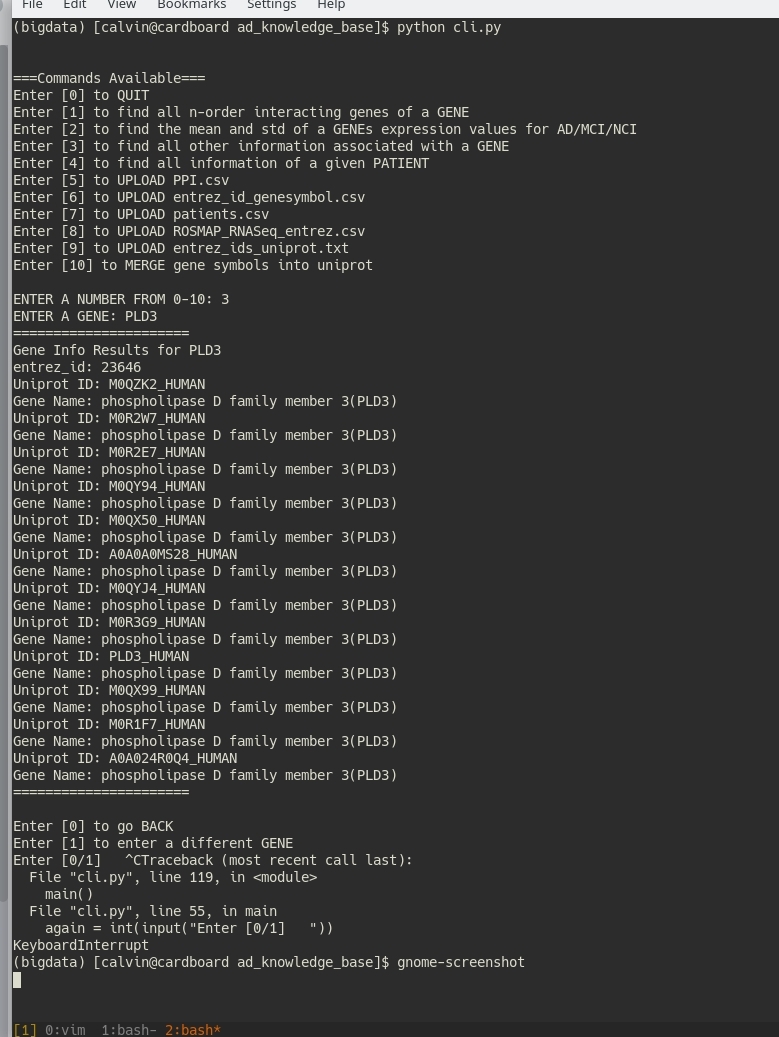 File Edit View Bookmarks Settings Help
(bigdata) [calvin@cardboard ad_knowledge_base]$ python cli.py
===Commands Available===
Enter [0] to QUIT
Enter [1] to find all n-order interacting genes of a GENE
Enter [2] to find the mean and std of a GENEs expression values for AD/MCI/NCI
Enter [3] to find all other information associated with a GENE
Enter [4] to find all information of a given PATIENT
Enter [5] to UPLOAD PPI.csv
Enter [6] to UPLOAD entrez_id_genesymbol.csv
Enter [7] to UPLOAD patients.csv
Enter [8] to UPLOAD ROSMAP_RNASeq_entrez.csv
Enter [9] to UPLOAD entrez_ids_uniprot.txt
Enter [10] to MERGE gene symbols into uniprot
ENTER A NUMBER FROM 0-10: 3
ENTER A GENE: PLD3
======================
Gene Info Results for PLD3
entrez_id: 23646
Uniprot ID: M0QZK2_HUMAN
Gene Name: phospholipase D family member 3(PLD3)
Uniprot ID: M0R2W7_HUMAN
Gene Name: phospholipase D family member 3(PLD3)
Uniprot ID: M0R2E7_HUMAN
Gene Name: phospholipase D family member 3(PLD3)
Uniprot ID: M0QY94_HUMAN
Gene Name: phospholipase D family member 3(PLD3)
Uniprot ID: M0QX50_HUMAN
Gene Name: phospholipase D family member 3(PLD3)
Uniprot ID: A0A0A0MS28_HUMAN
Gene Name: phospholipase D family member 3(PLD3)
Uniprot ID: M0QYJ4_HUMAN
Gene Name: phospholipase D family member 3(PLD3)
Uniprot ID: M0R3G9_HUMAN
Gene Name: phospholipase D family member 3(PLD3)
Uniprot ID: PLD3_HUMAN
Gene Name: phospholipase D family member 3(PLD3)
Uniprot ID: M0QX99_HUMAN
Gene Name: phospholipase D family member 3(PLD3)
Uniprot ID: M0R1F7_HUMAN
Gene Name: phospholipase D family member 3(PLD3)
Uniprot ID: A0A024R0Q4_HUMAN
Gene Name: phospholipase D family member 3(PLD3)
======================
Enter [0] to go BACK
Enter [1] to enter a different GENE
Enter [0/1]   ^CTraceback (most recent call last):
  File "cli.py", line 119, in <module>
    main()
  File "cli.py", line 55, in main
    again = int(input("Enter [0/1]   "))
KeyboardInterrupt
(bigdata) [calvin@cardboard ad_knowledge_base]$ gnome-screenshot
[1] 0:vim  1:bash- 2:bash*